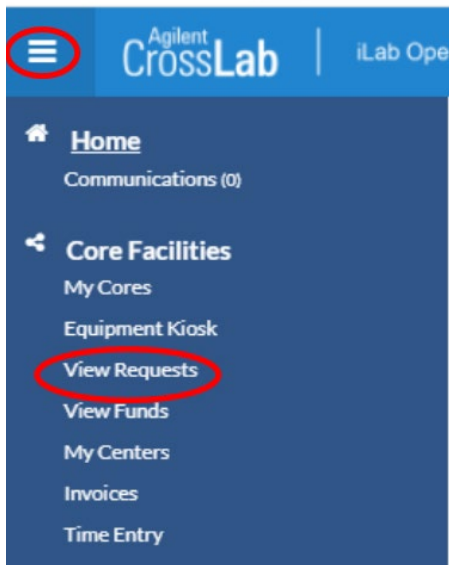 Agilent
CrossLab
iLab Ope
Home
Communications (0)
Core Facilities
My Cores
Equipment Kiosk
View Requests
View Funds
My Centers
Invoices
Time Entry